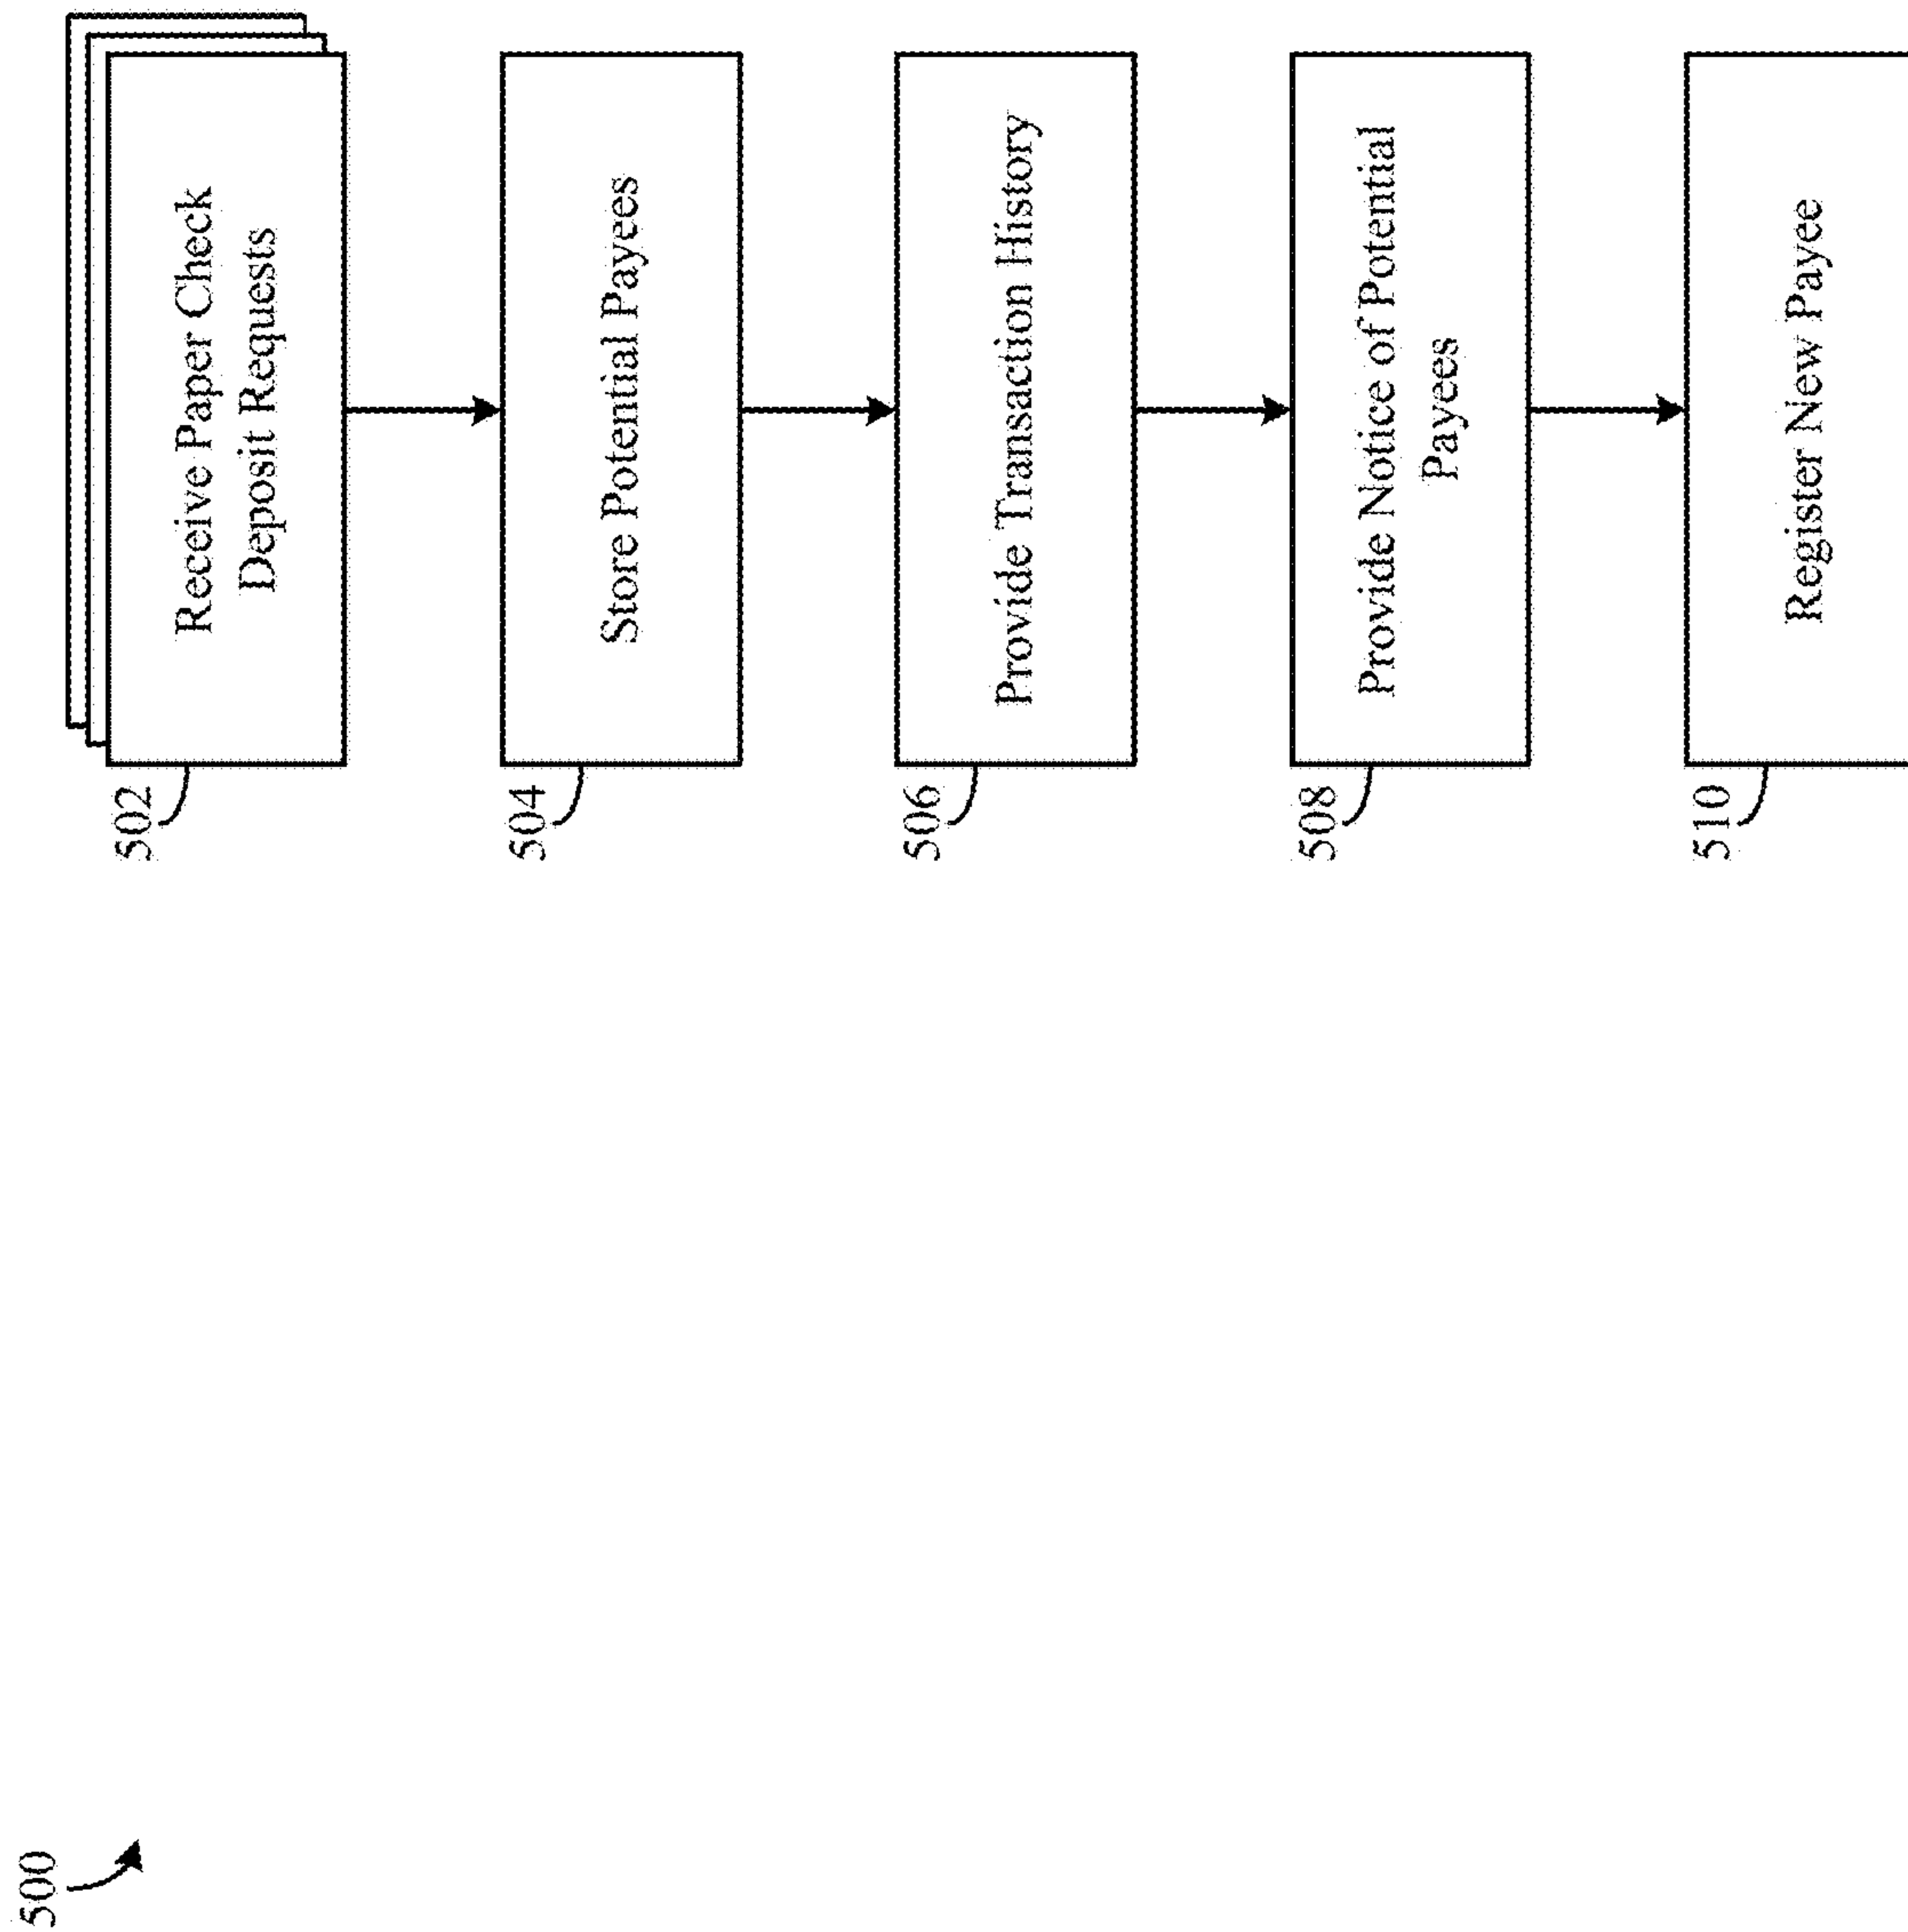 500
502
Receive Paper Check
Deposit Requests
504
Store Potential Payees
506
Provide Transaction History
508
Provide Notice of Potential
Payees
510
Register New Payee